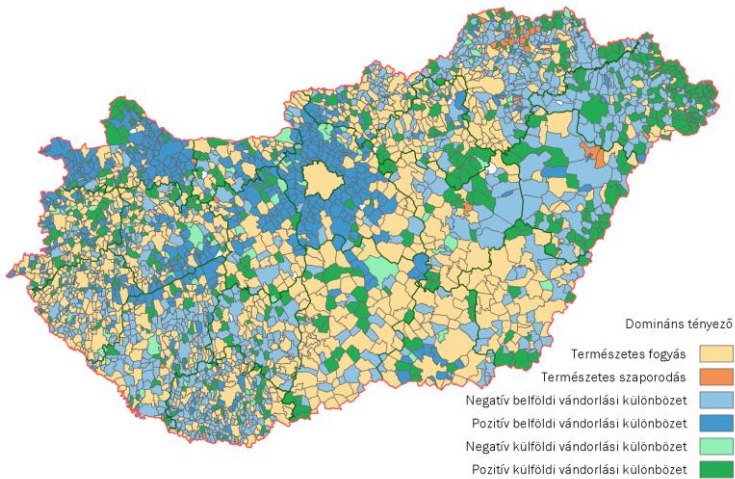 Domináns tényező
Természetes fogyás
Természetes szaporodás
Negatív belföldi vándorlási különbözet
Pozitív belföldi vándorlási különbözet
Negatív külföldi vándorlási különbözet
Pozitív külföldi vándorlási különbözet